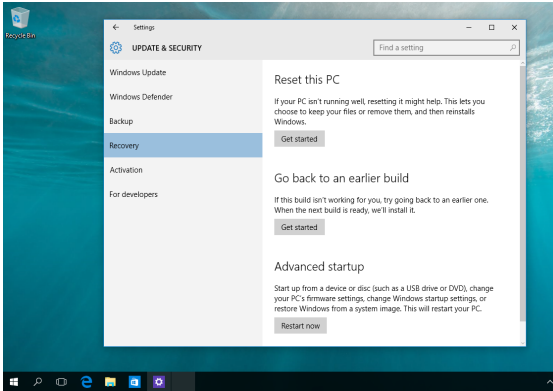 Recycle Bin
Settings
UPDATE & SECURITY
Find a setting
Windows Update
Windows Defender
Backup
Recovery
Activation
For developers
Reset this PC
If your PC isn't running well, resetting it might help. This lets you
choose to keep your files or remove them, and then reinstalls
Windows.
Get started
Go back to an earlier build
If this build isn't working for you, try going back to an earlier one.
When the next build is ready, we'll install it.
Get started
Advanced startup
Start up from a device or disc (such as a USB drive or DVD), change
your PC's firmware settings, change Windows startup settings, or
restore Windows from a system image. This will restart your PC.
Restart now